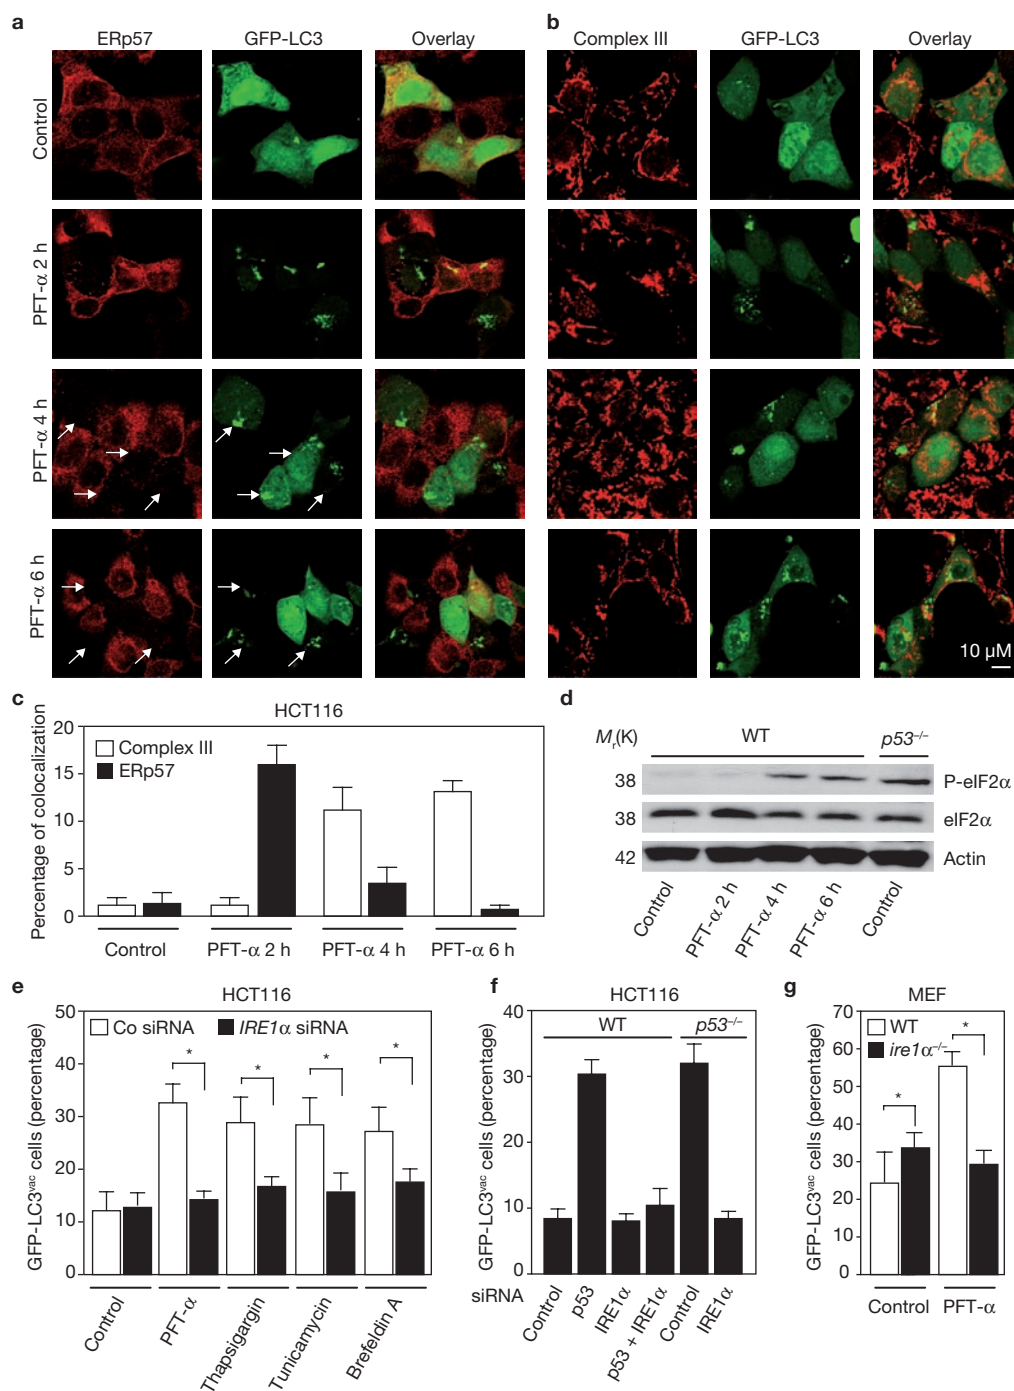 a
ERp57 GFP-LC3 Overlay
Control
PFT-α 2 h
PFT-α 4 h
PFT-α 6 h
b
Complex III GFP-LC3 Overlay
10 µM
c
HCT116
Percentage of colocalization
20
15
10
5
0
Complex III
ERp57
Control PFT-α 2 h PFT-α 4 h PFT-α 6 h
d
Mr(K) WT p53–/–
38 P-eIF2α
38 eIF2α
42 Actin
Control PFT-α 2 h PFT-α 4 h PFT-α 6 h Control
e
HCT116
GFP-LC3vac cells (percentage)
50
40
30
20
10
0
Co siRNA IRE1α siRNA
* * * *
Control PFT-α Thapsigargin Tunicamycin Brefeldin A
f
HCT116
WT p53–/–
GFP-LC3vac cells (percentage)
40
30
20
10
0
siRNA Control p53 IRE1α p53 + IRE1α Control IRE1α
g
MEF
GFP-LC3vac cells (percentage)
70
60
50
40
30
20
10
0
WT
ire1α–/–
* *
Control PFT-α